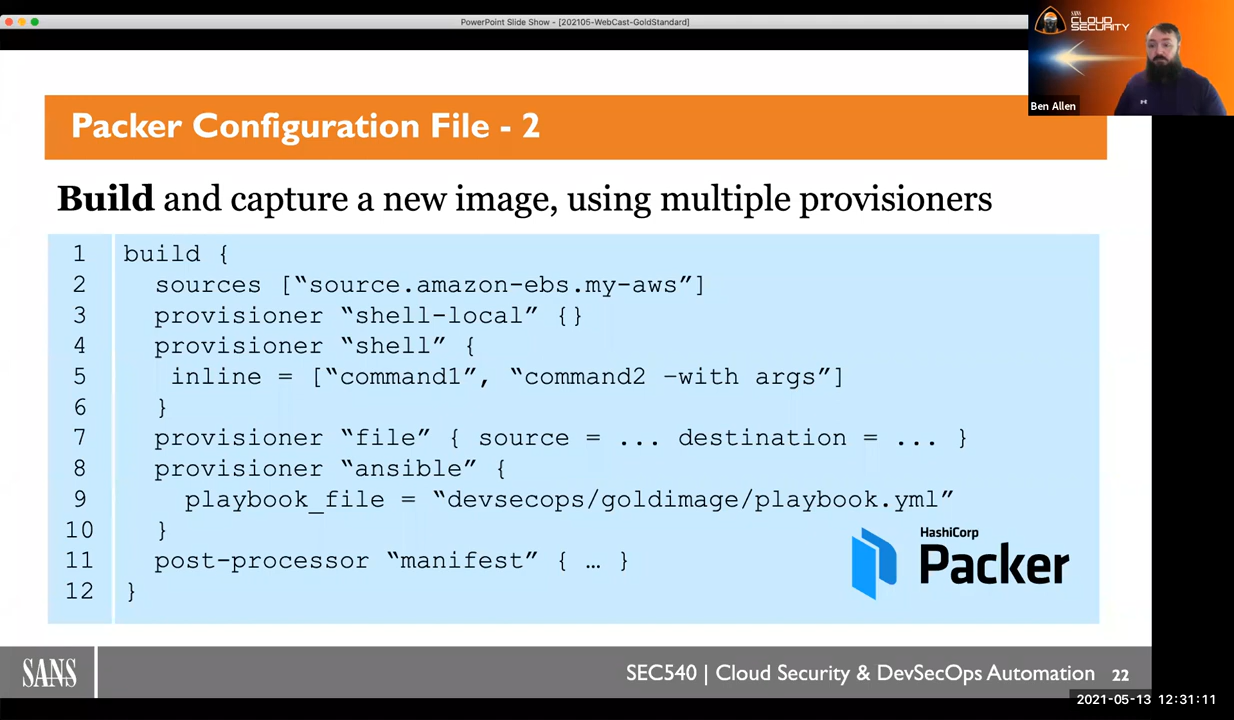 PowerPoint Slide Show - [202105-WebCast-GoldStandard]
SANS
CLOUD
SECURITY
Ben Allen
Packer Configuration File - 2
Build and capture a new image, using multiple provisioners
1 build {
2 sources [“source.amazon-ebs.my-aws”]
3 provisioner “shell-local” {}
4 provisioner “shell” {
5 inline = [“command1”, “command2 –with args”]
6 }
7 provisioner “file” { source = ... destination = ... }
8 provisioner “ansible” {
9 playbook_file = “devsecops/goldimage/playbook.yml”
10 }
11 post-processor “manifest” { … }
12 }
HashiCorp
Packer
SANS
SEC540 | Cloud Security & DevSecOps Automation 22
2021-05-13 12:31:11